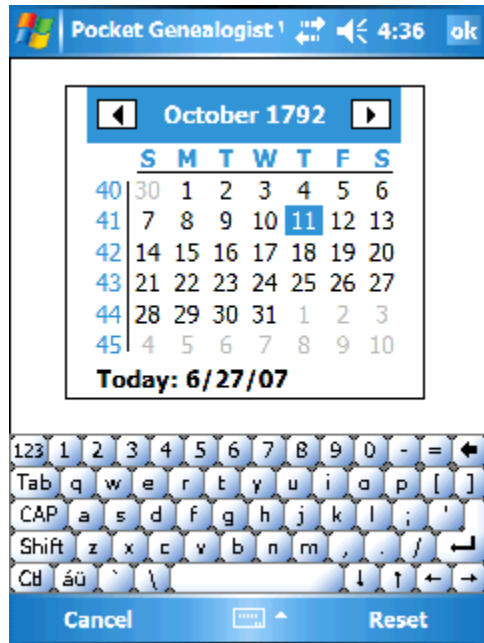 Pocket Genealogist 4:36 ok
October 1792
S M T W T F S
40 30 1 2 3 4 5 6
41 7 8 9 10 11 12 13
42 14 15 16 17 18 19 20
43 21 22 23 24 25 26 27
44 28 29 30 31 1 2 3
45 4 5 6 7 8 9 10
Today: 6/27/07
123 1 2 3 4 5 6 7 8 9 0 - =
Tab q w e r t y u i o p [ ]
CAP a s d f g h j k l ; '
Shift z x c v b n m , . /
Ctl áü ` \
Cancel Reset